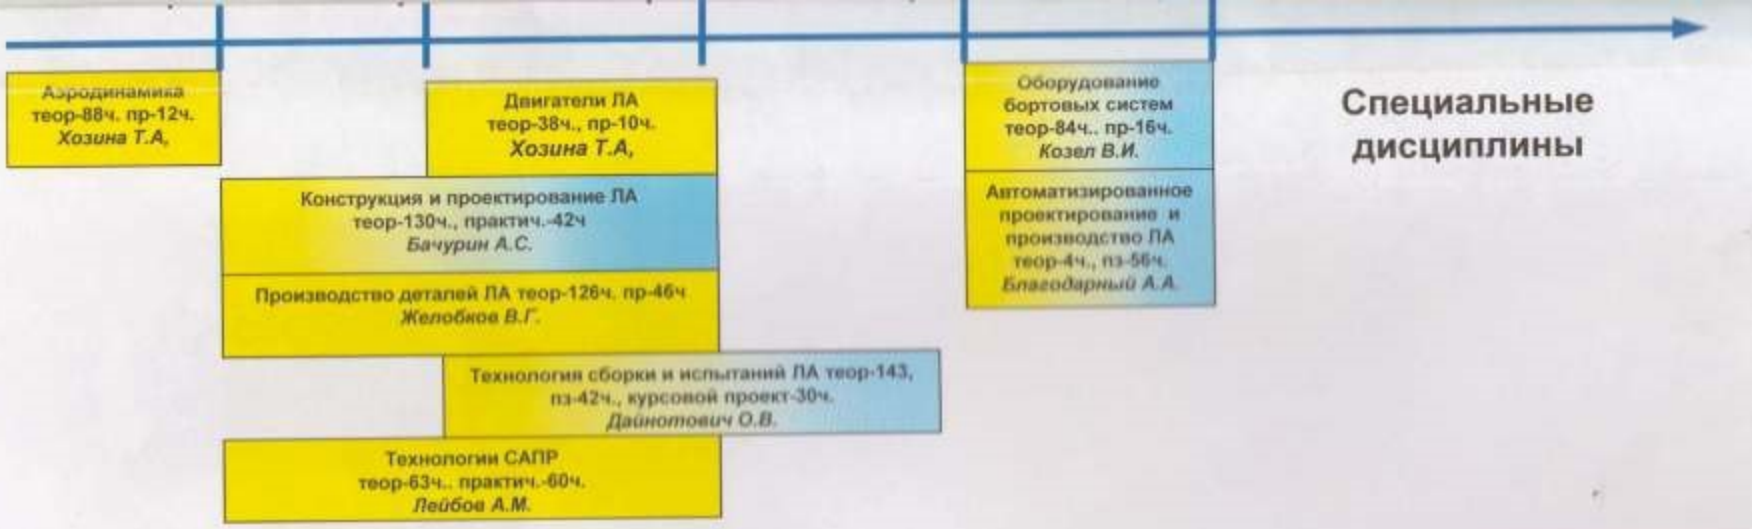 Аэродинамика
теор-88ч. пр-12ч.
Хозина Т.А,
Двигатели ЛА
теор-38ч., пр-10ч.
Хозина Т.А,
Оборудование
бортовых систем
теор-84ч.. пр-16ч.
Козел В.И.
Специальные
дисциплины
Конструкция и проектирование ЛА
теор-130ч., практич.-42ч
Бачурин А.С.
Автоматизированное
проектирование и
производство ЛА
теор-4ч., пз-56ч.
Благодарный А.А.
Производство деталей ЛА теор-126ч. пр-46ч
Желобков В.Г.
Технология сборки и испытаний ЛА теор-143,
пз-42ч., курсовой проект-30ч.
Дайнотович О.В.
Технологии САПР
теор-63ч.. практич.-60ч.
Лейбов А.М.